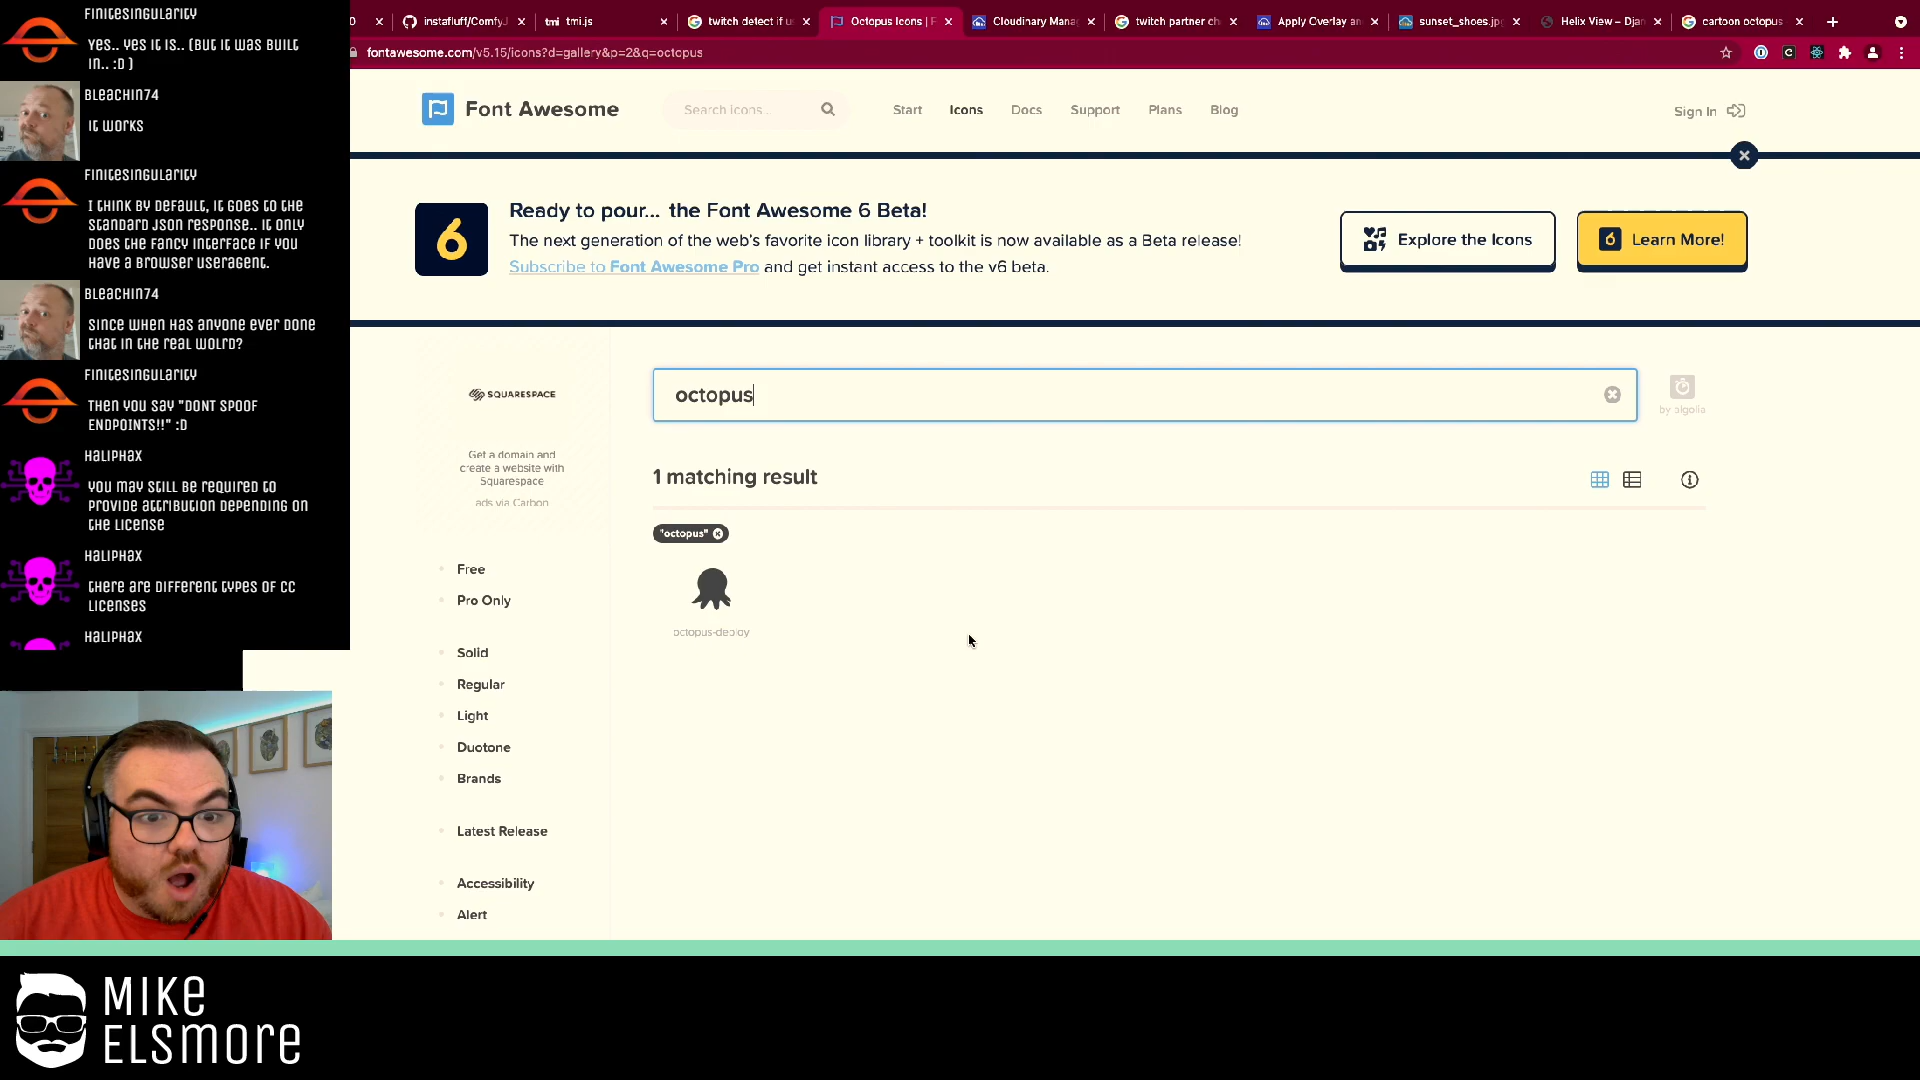 Finitesingularity
Yes.. yes it is.. (But it was built
in.. :D )
Bleachin74
It works
Finitesingularity
I think by default, it goes to the
standard json response.. it only
does the fancy interface if you
have a browser useragent.
Bleachin74
Since when has anyone ever done
that in the real wolrd?
Finitesingularity
Then you say "DONT SPOOF
ENDPOINTS!!" :D
Haliphax
you may still be required to
provide attribution depending on
the license
Haliphax
there are different types of CC
licenses
Haliphax
instafluff/ComfyJ
tmi tmi.js
twitch detect if us
Octopus Icons | F
Cloudinary Mana
twitch partner ch
Apply Overlay an
sunset_shoes.jpg
Helix View – Djan
cartoon octopus
fontawesome.com/v5.15/icons?d=gallery&p=2&q=octopus
Font Awesome
Search icons...
Start
Icons
Docs
Support
Plans
Blog
Sign In
6
Ready to pour... the Font Awesome 6 Beta!
The next generation of the web's favorite icon library + toolkit is now available as a Beta release!
Subscribe to Font Awesome Pro and get instant access to the v6 beta.
Explore the Icons
6 Learn More!
SQUARESPACE
Get a domain and
create a website with
Squarespace
ads via Carbon
octopus
by algolia
1 matching result
"octopus"
octopus-deploy
Free
Pro Only
Solid
Regular
Light
Duotone
Brands
Latest Release
Accessibility
Alert
Mike
Elsmore